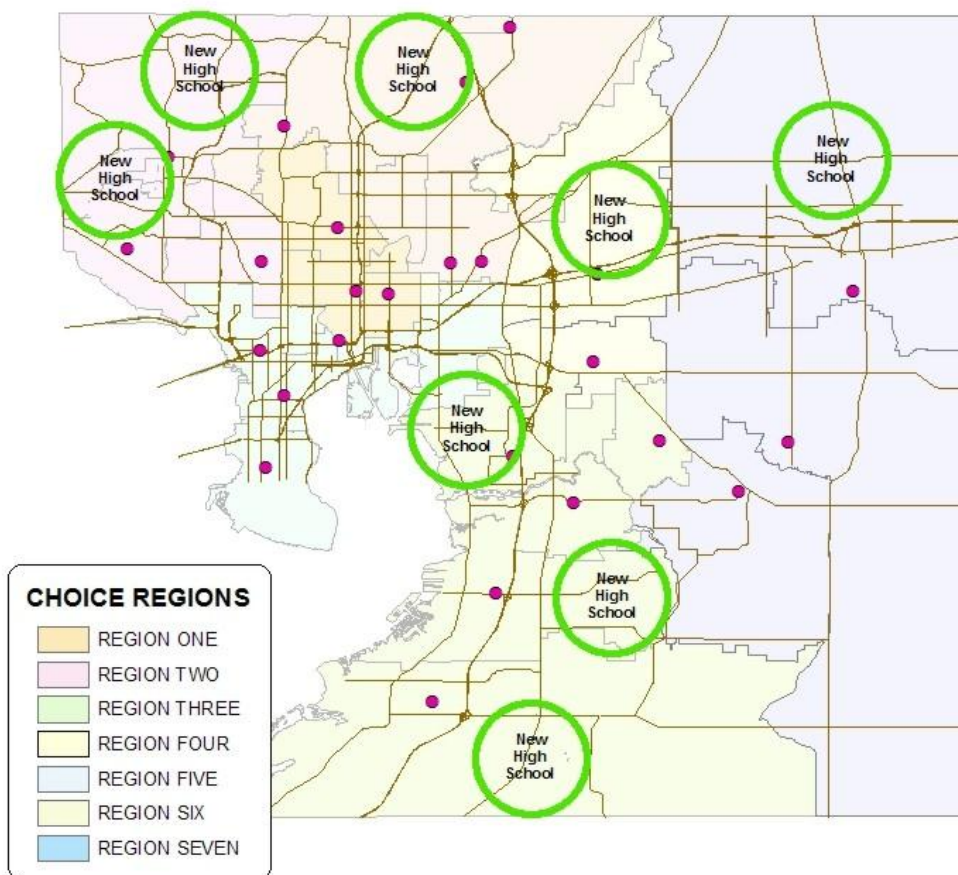 New
High
School
New
High
School
New
High
School
New
High
School
New
High
School
New
High
School
New
High
School
New
High
School
CHOICE REGIONS
REGION ONE
REGION TWO
REGION THREE
REGION FOUR
REGION FIVE
REGION SIX
REGION SEVEN